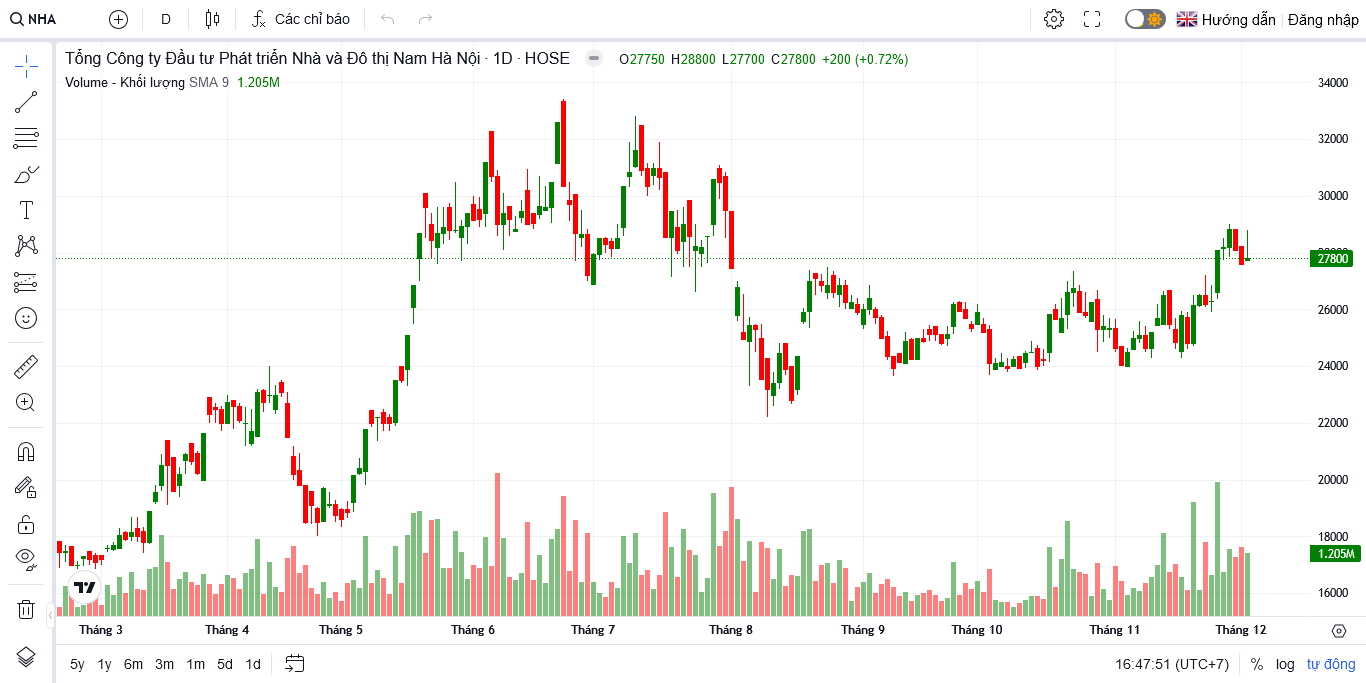 NHA D Các chỉ báo Hướng dẫn Đăng nhập
Tổng Công ty Đầu tư Phát triển Nhà và Đô thị Nam Hà Nội · 1D · HOSE O27750 H28800 L27700 C27800 +200 (+0.72%)
Volume - Khối lượng SMA 9 1.205M
34000
32000
30000
28000
27800
26000
24000
22000
20000
18000
1.205M
16000
Tháng 3 Tháng 4 Tháng 5 Tháng 6 Tháng 7 Tháng 8 Tháng 9 Tháng 10 Tháng 11 Tháng 12
5y 1y 6m 3m 1m 5d 1d 16:47:51 (UTC+7) % log tự động